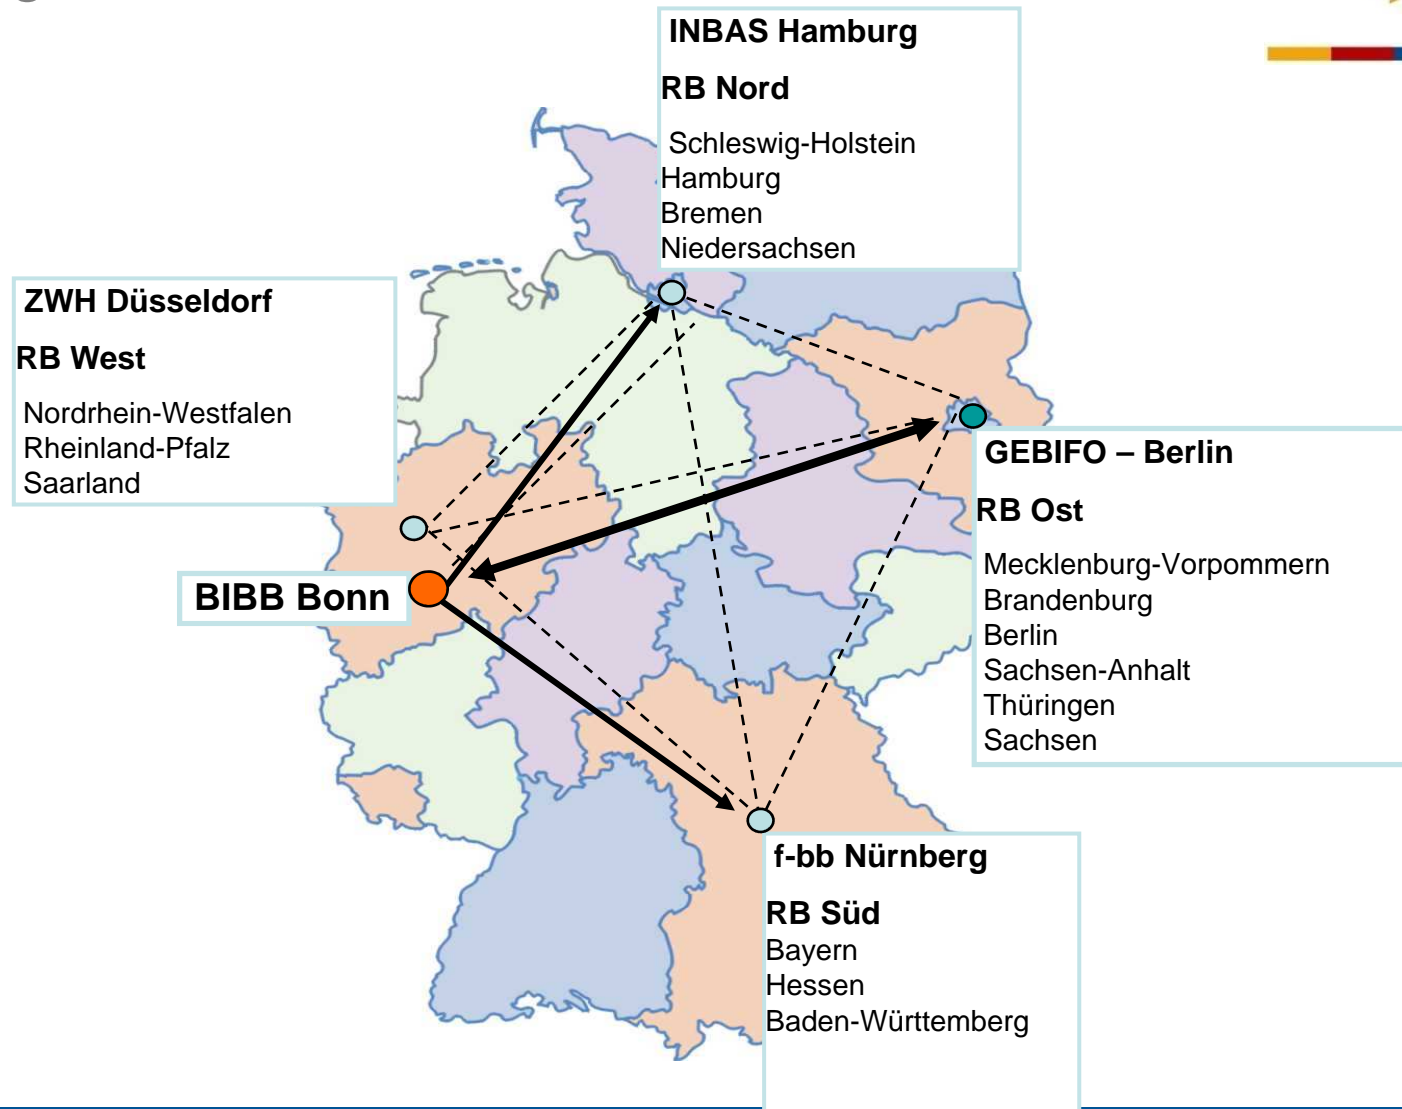 INBAS Hamburg
RB Nord
Schleswig-Holstein
Hamburg
Bremen
Niedersachsen
ZWH Düsseldorf
RB West
Nordrhein-Westfalen
Rheinland-Pfalz
Saarland
BIBB Bonn
GEBIFO – Berlin
RB Ost
Mecklenburg-Vorpommern
Brandenburg
Berlin
Sachsen-Anhalt
Thüringen
Sachsen
f-bb Nürnberg
RB Süd
Bayern
Hessen
Baden-Württemberg